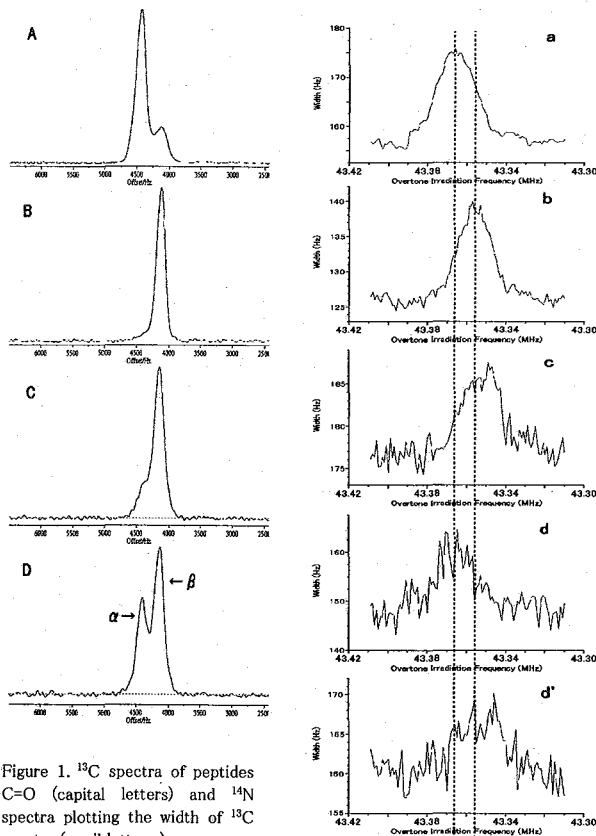 A
6000 5500 5000 4500 4000 3500 3000 2500
Offset/Hz
B
6000 5500 5000 4500 4000 3500 3000 2500
Offset/Hz
C
6000 5500 5000 4500 4000 3500 3000 2500
Offset/Hz
D
α→
←β
6000 5500 5000 4500 4000 3500 3000 2500
Offset/Hz
Figure 1. ¹³C spectra of peptides
C=O (capital letters) and ¹⁴N
spectra plotting the width of ¹³C
a
Width (Hz)
180
170
160
43.42 43.38 43.34 43.30
Overtone Irradiation Frequency (MHz)
b
Width (Hz)
145
140
135
130
125
43.42 43.38 43.34 43.30
Overtone Irradiation Frequency (MHz)
c
Width (Hz)
185
180
175
43.42 43.38 43.34 43.30
Overtone Irradiation Frequency (MHz)
d
Width (Hz)
160
150
140
43.42 43.38 43.34 43.30
Overtone Irradiation Frequency (MHz)
d'
Width (Hz)
170
165
160
155
43.42 43.38 43.34 43.30
Overtone Irradiation Frequency (MHz)